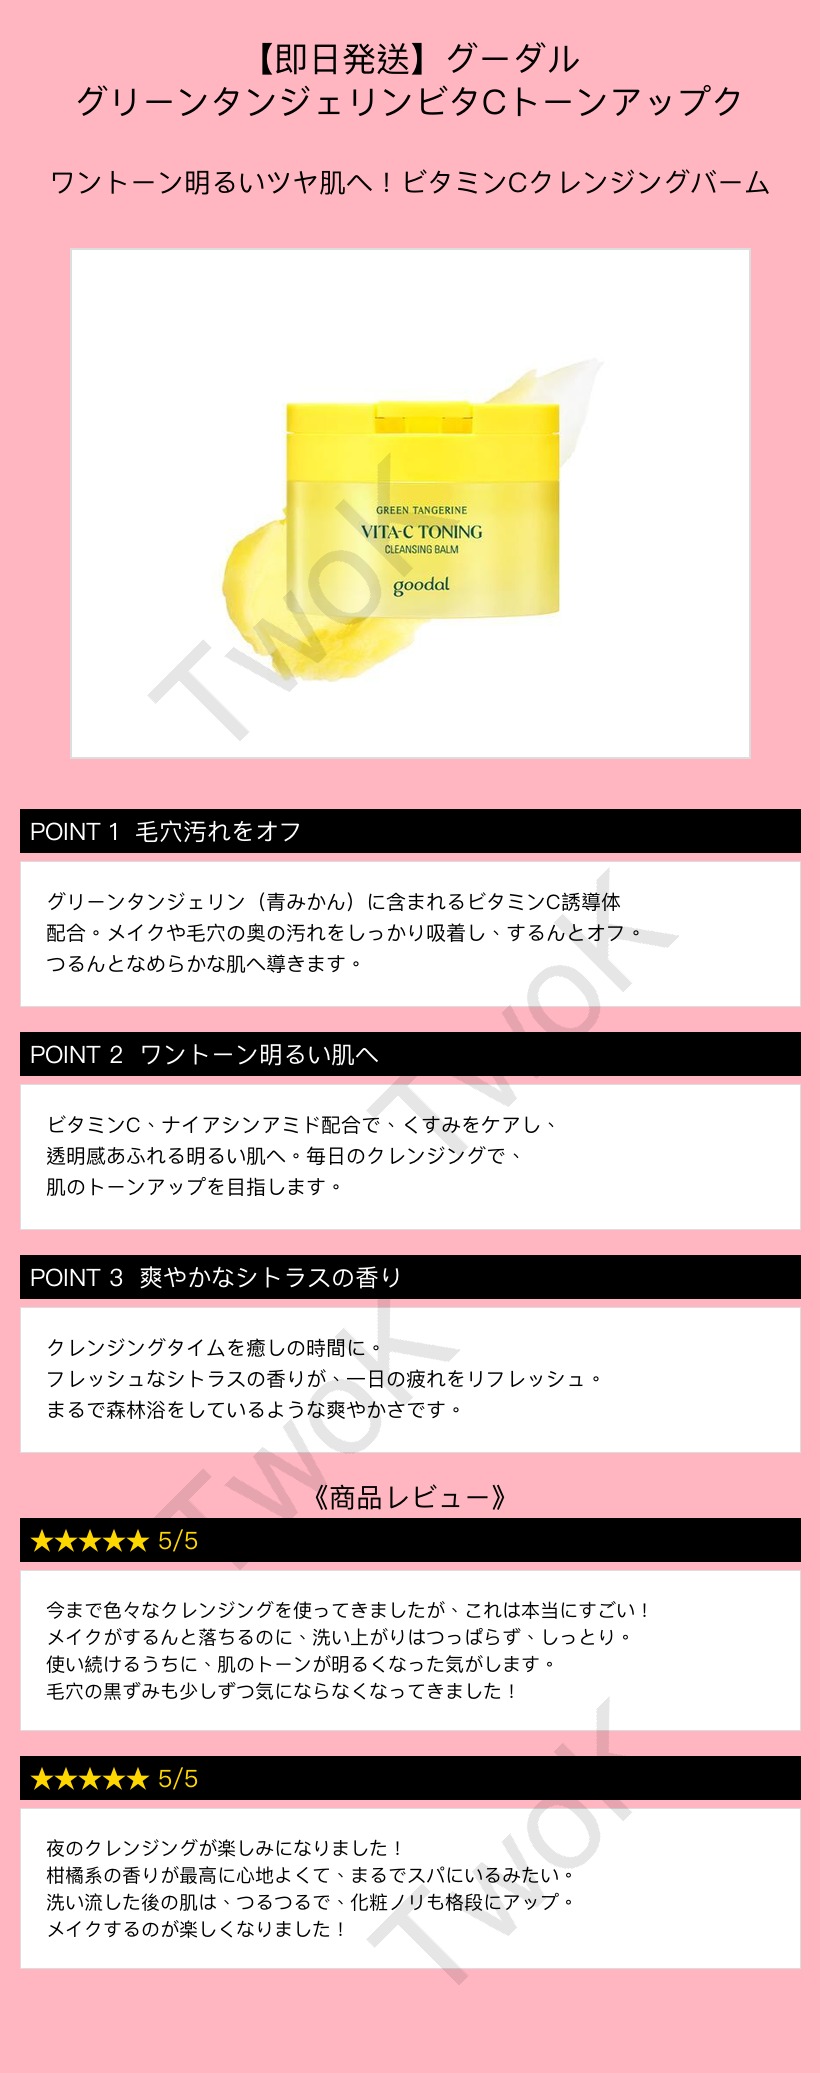 【即日発送】グーダル
グリーンタンジェリンビタCトーンアップク
ワントーン明るいツヤ肌へ！ビタミンCクレンジングバーム
GREEN TANGERINE
VITA-C TONING
CLEANSING BALM
goodal
TwoK
POINT 1 毛穴汚れをオフ
グリーンタンジェリン（青みかん）に含まれるビタミンC誘導体
配合。メイクや毛穴の奥の汚れをしっかり吸着し、するんとオフ。
つるんとなめらかな肌へ導きます。
TwoK
POINT 2 ワントーン明るい肌へ
ビタミンC、ナイアシンアミド配合で、くすみをケアし、
透明感あふれる明るい肌へ。毎日のクレンジングで、
肌のトーンアップを目指します。
POINT 3 爽やかなシトラスの香り
クレンジングタイムを癒しの時間に。
フレッシュなシトラスの香りが、一日の疲れをリフレッシュ。
まるで森林浴をしているような爽やかさです。
TwoK
《商品レビュー》
★★★★★ 5/5
今まで色々なクレンジングを使ってきましたが、これは本当にすごい！
メイクがするんと落ちるのに、洗い上がりはつっぱらず、しっとり。
使い続けるうちに、肌のトーンが明るくなった気がします。
毛穴の黒ずみも少しずつ気にならなくなってきました！
★★★★★ 5/5
夜のクレンジングが楽しみになりました！
柑橘系の香りが最高に心地よくて、まるでスパにいるみたい。
洗い流した後の肌は、つるつるで、化粧ノリも格段にアップ。
メイクするのが楽しくなりました！
TwoK